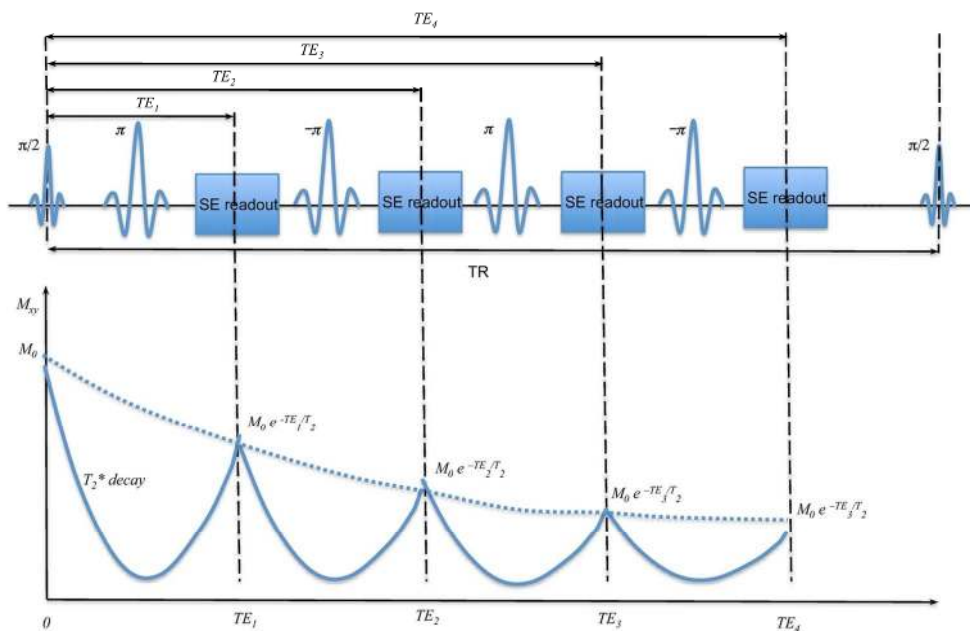 TE₄
TE₃
TE₂
TE₁
π/2
π
-π
π
-π
π/2
SE readout
SE readout
SE readout
SE readout
TR
Mxy
M₀
M₀ e^-TE₁/T₂
M₀ e^-TE₂/T₂
M₀ e^-TE₃/T₂
M₀ e^-TE₃/T₂
T₂* decay
0
TE₁
TE₂
TE₃
TE₄